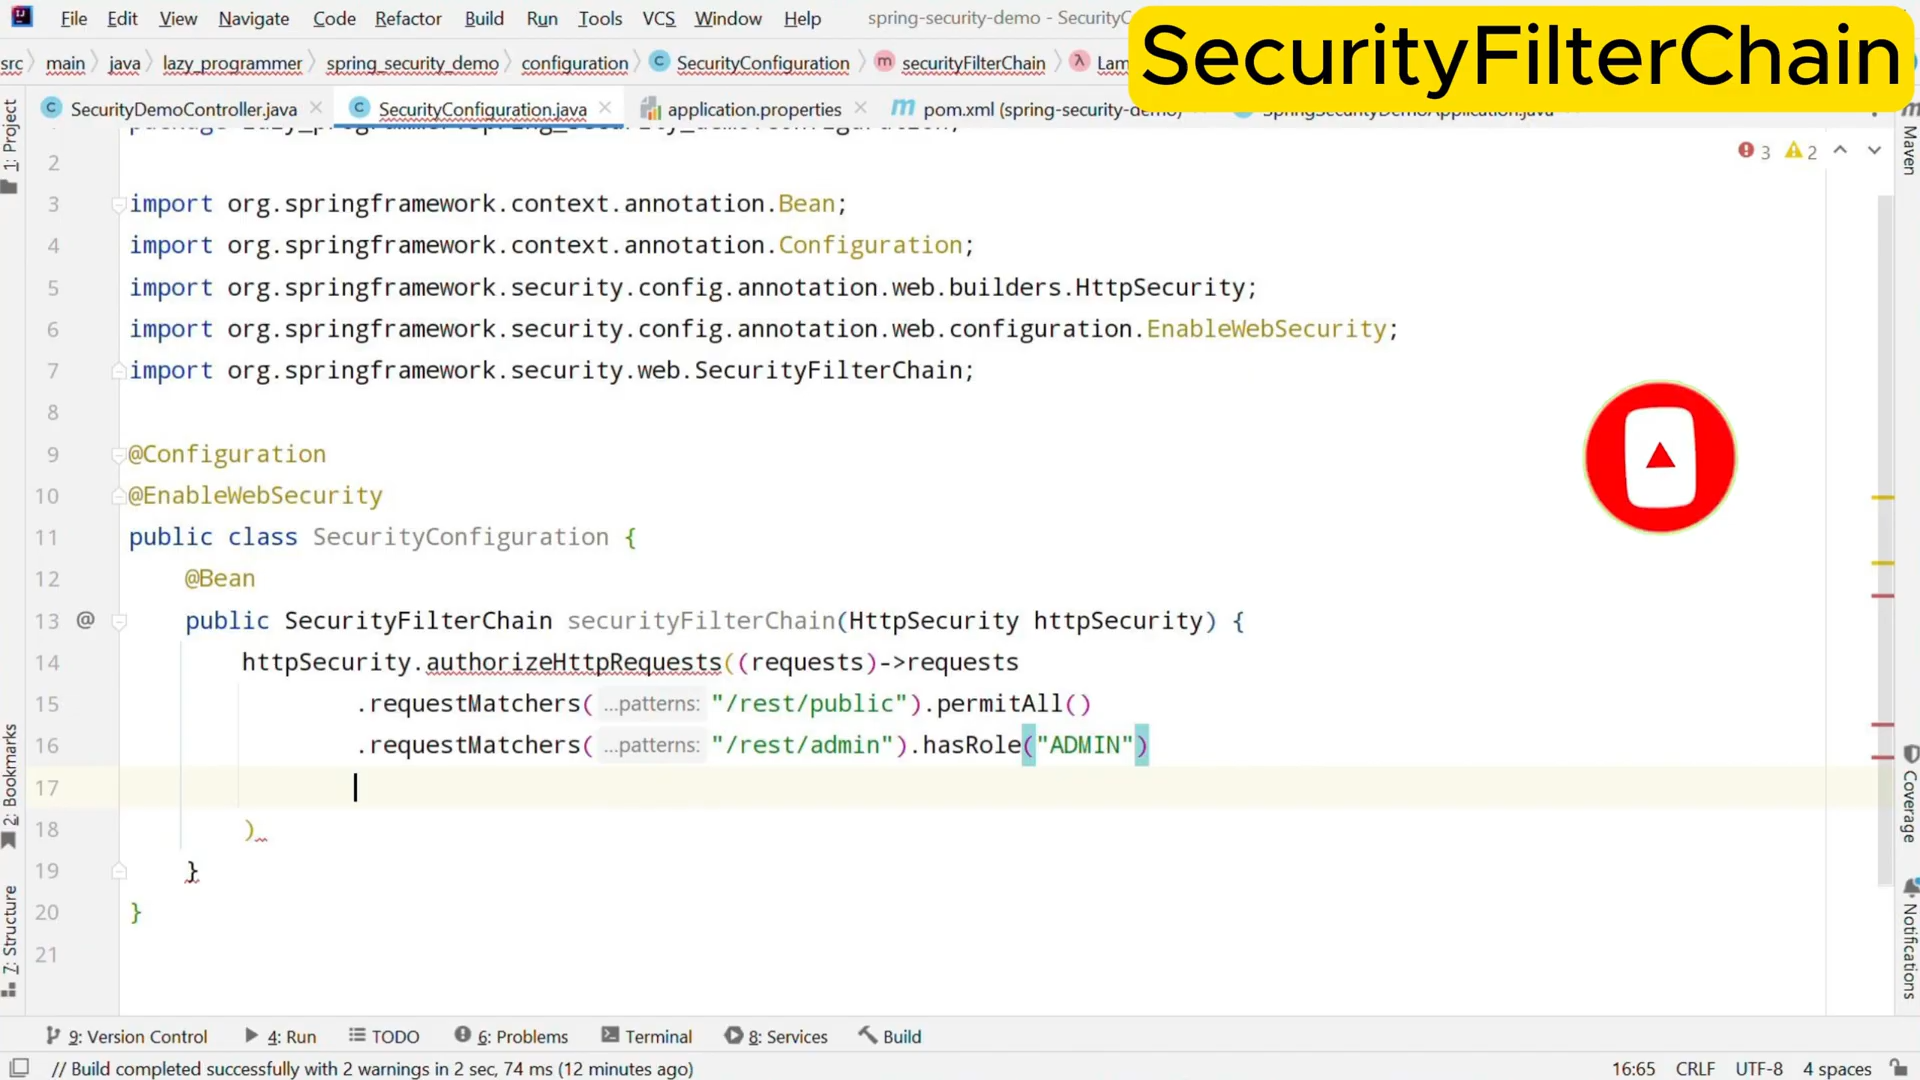 File Edit View Navigate Code Refactor Build Run Tools VCS Window Help spring-security-demo - SecurityC
SecurityFilterChain
src main java lazy_programmer spring_security_demo configuration SecurityConfiguration securityFilterChain Lam
SecurityDemoController.java SecurityConfiguration.java application.properties pom.xml (spring-security-demo) SpringSecurityDemoApplication.java
1: Project
Maven
3 2
2
3 import org.springframework.context.annotation.Bean;
4 import org.springframework.context.annotation.Configuration;
5 import org.springframework.security.config.annotation.web.builders.HttpSecurity;
6 import org.springframework.security.config.annotation.web.configuration.EnableWebSecurity;
7 import org.springframework.security.web.SecurityFilterChain;
8
9 @Configuration
10 @EnableWebSecurity
11 public class SecurityConfiguration {
12 @Bean
13 @ public SecurityFilterChain securityFilterChain(HttpSecurity httpSecurity) {
14 httpSecurity.authorizeHttpRequests((requests)->requests
15 .requestMatchers( ...patterns: "/rest/public").permitAll()
16 .requestMatchers( ...patterns: "/rest/admin").hasRole("ADMIN")
17
18 )
19 }
20 }
21
2: Bookmarks
7: Structure
Coverage
Notifications
9: Version Control 4: Run TODO 6: Problems Terminal 8: Services Build
// Build completed successfully with 2 warnings in 2 sec, 74 ms (12 minutes ago) 16:65 CRLF UTF-8 4 spaces